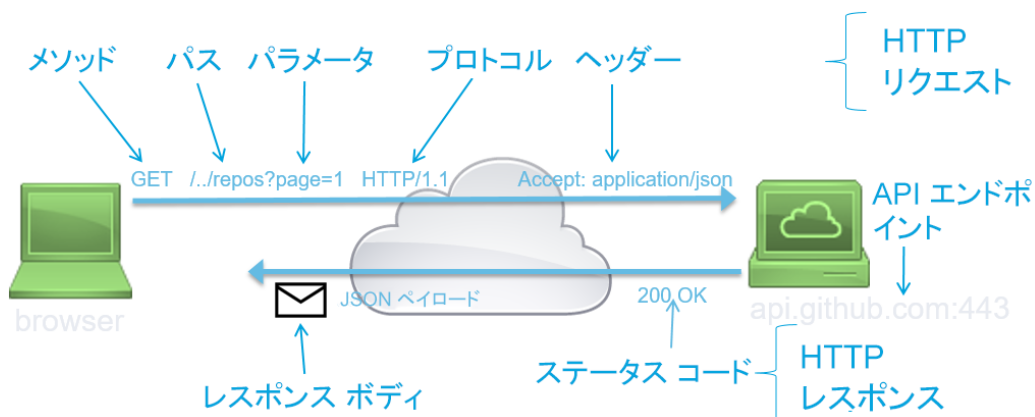 メソッド パス パラメータ プロトコル ヘッダー
HTTP
リクエスト
GET /../repos?page=1 HTTP/1.1 Accept: application/json
API エンドポ
イント
browser
JSON ペイロード
200 OK
api.github.com:443
レスポンス ボディ
ステータス コード
HTTP
レスポンス